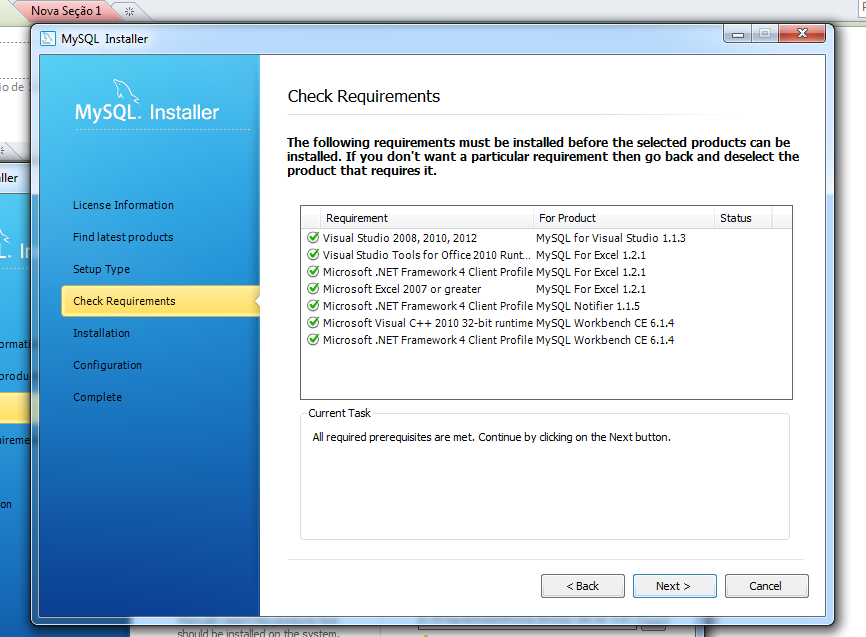 Nova Seção 1
MySQL Installer
MySQL. Installer
License Information
Find latest products
Setup Type
Check Requirements
Installation
Configuration
Complete
Check Requirements
The following requirements must be installed before the selected products can be
installed. If you don't want a particular requirement then go back and deselect the
product that requires it.
Requirement For Product Status
Visual Studio 2008, 2010, 2012 MySQL for Visual Studio 1.1.3
Visual Studio Tools for Office 2010 Runt... MySQL For Excel 1.2.1
Microsoft .NET Framework 4 Client Profile MySQL For Excel 1.2.1
Microsoft Excel 2007 or greater MySQL For Excel 1.2.1
Microsoft .NET Framework 4 Client Profile MySQL Notifier 1.1.5
Microsoft Visual C++ 2010 32-bit runtime MySQL Workbench CE 6.1.4
Microsoft .NET Framework 4 Client Profile MySQL Workbench CE 6.1.4
Current Task
All required prerequisites are met. Continue by clicking on the Next button.
< Back Next > Cancel
should be installed on the system.